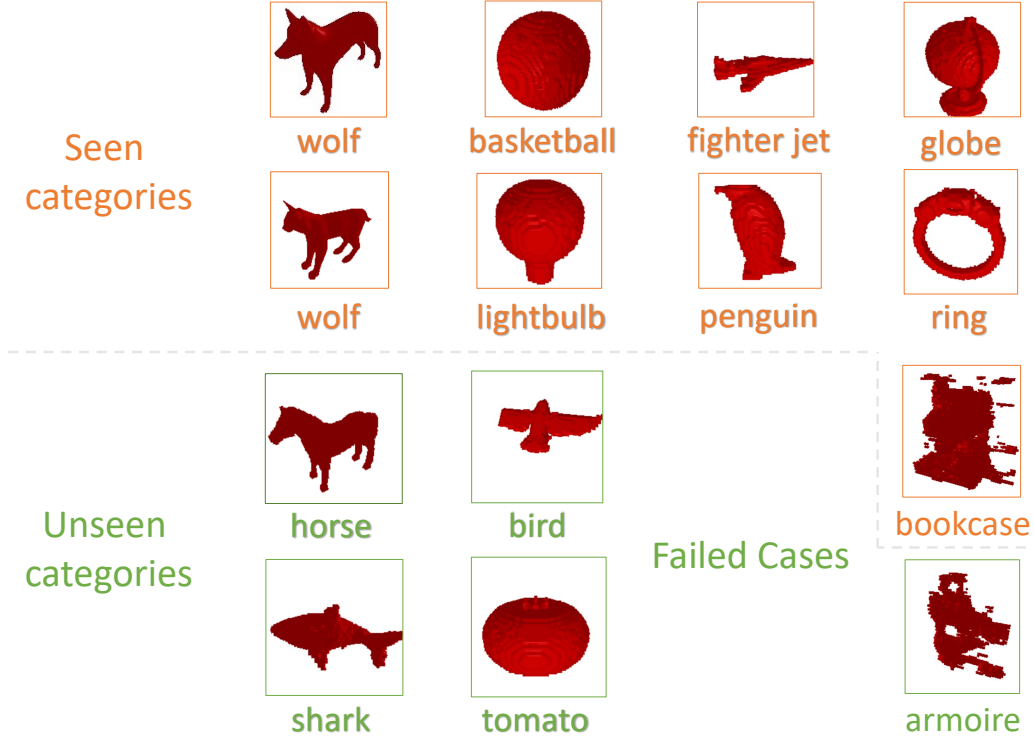 Seen
categories
wolf
basketball
fighter jet
globe
wolf
lightbulb
penguin
ring
Unseen
categories
horse
bird
shark
tomato
Failed Cases
bookcase
armoire